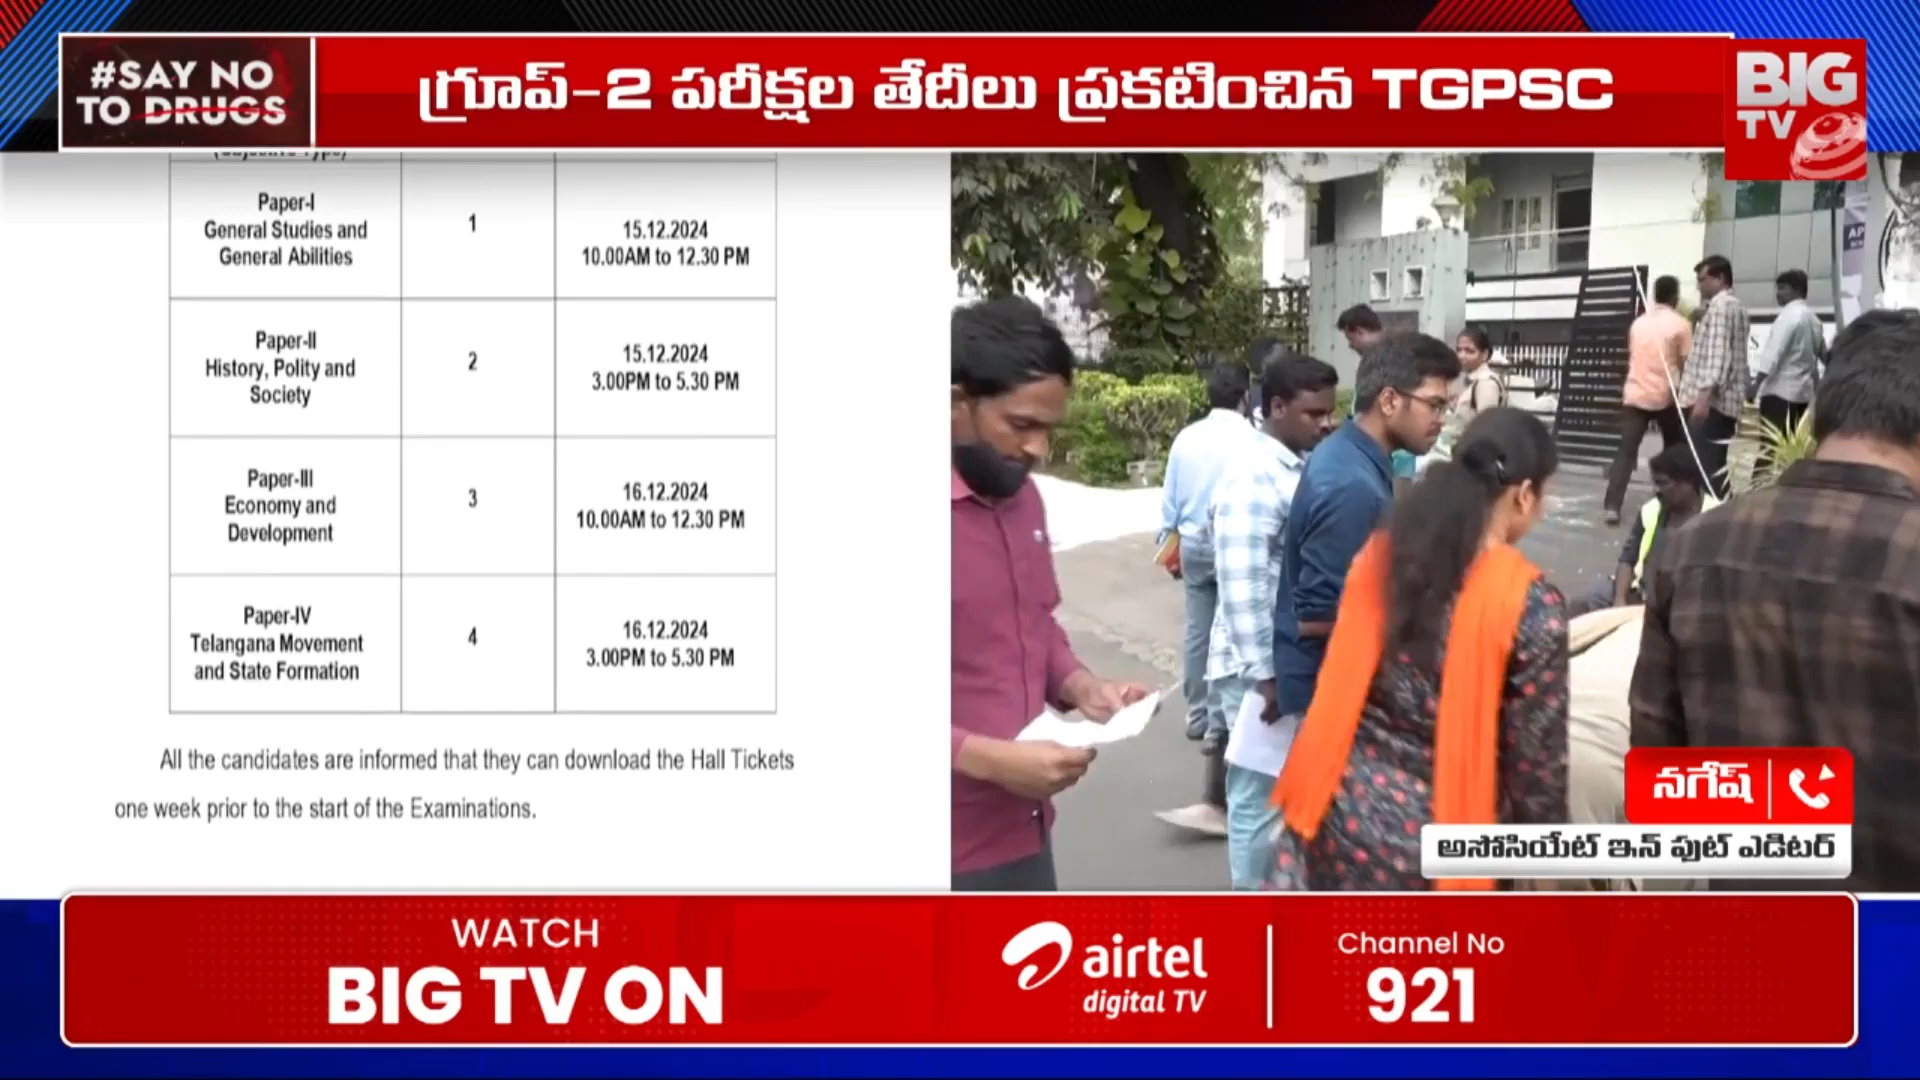 #SAY NO
TO DRUGS
గ్రూప్-2 పరీక్షల తేదీలు ప్రకటించిన TGPSC
BIG
TV
(Objective Type)
Paper-I
General Studies and
General Abilities
1
15.12.2024
10.00AM to 12.30 PM
Paper-II
History, Polity and
Society
2
15.12.2024
3.00PM to 5.30 PM
Paper-III
Economy and
Development
3
16.12.2024
10.00AM to 12.30 PM
Paper-IV
Telangana Movement
and State Formation
4
16.12.2024
3.00PM to 5.30 PM
All the candidates are informed that they can download the Hall Tickets
one week prior to the start of the Examinations.
AP
నగేష్
అసోసియేట్ ఇన్ పుట్ ఎడిటర్
WATCH
BIG TV ON
airtel
digital TV
Channel No
921